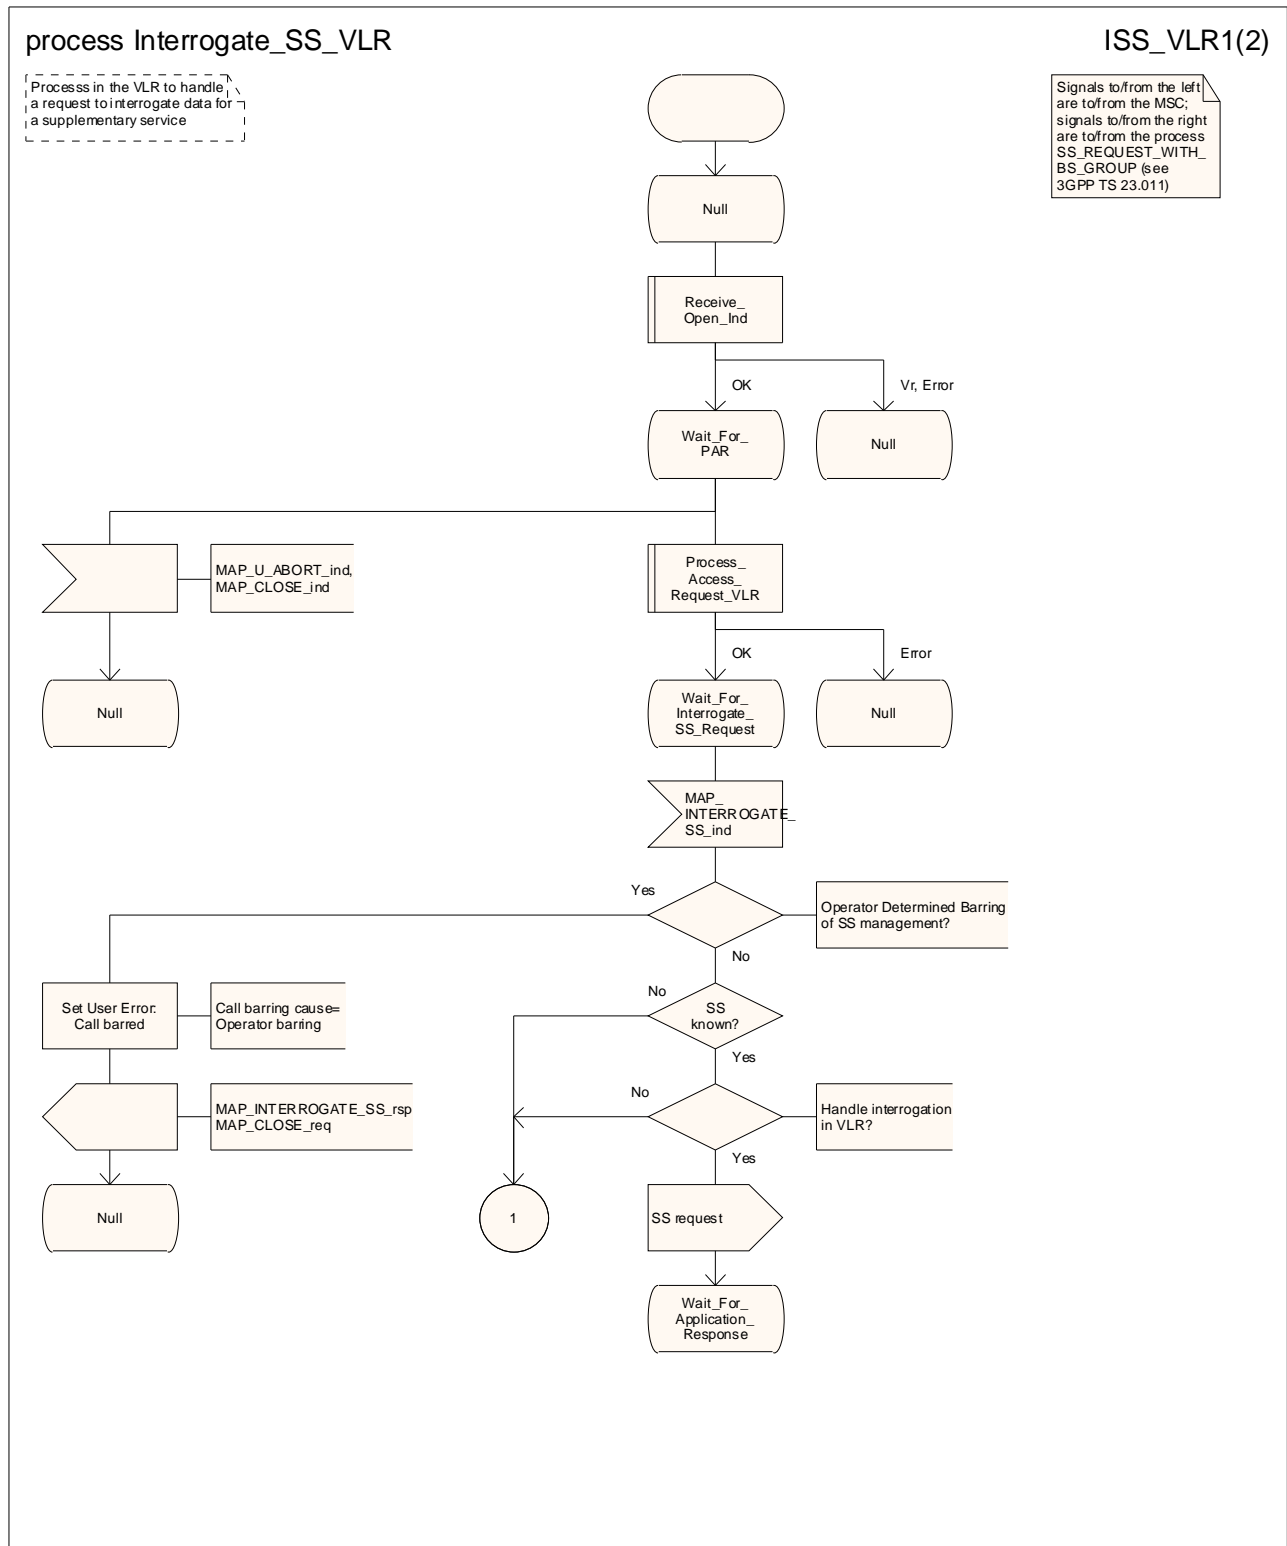 process Interrogate_SS_VLR
ISS_VLR1(2)
Processs in the VLR to handle
a request to interrogate data for
a supplementary service
Signals to/from the left
are to/from the MSC;
signals to/from the right
are to/from the process
SS_REQUEST_WITH_
BS_GROUP (see
3GPP TS 23.011)
Null
Receive_
Open_Ind
OK
Vr, Error
Wait_For_
PAR
Null
MAP_U_ABORT_ind,
MAP_CLOSE_ind
Process_
Access_
Request_VLR
OK
Error
Null
Wait_For_
Interrogate_
SS_Request
Null
MAP_
INTERROGATE_
SS_ind
Yes
Operator Determined Barring
of SS management?
No
Set User Error:
Call barred
Call barring cause=
Operator barring
No
SS
known?
Yes
MAP_INTERROGATE_SS_rsp
MAP_CLOSE_req
No
Handle interrogation
in VLR?
Yes
Null
1
SS request
Wait_For_
Application_
Response